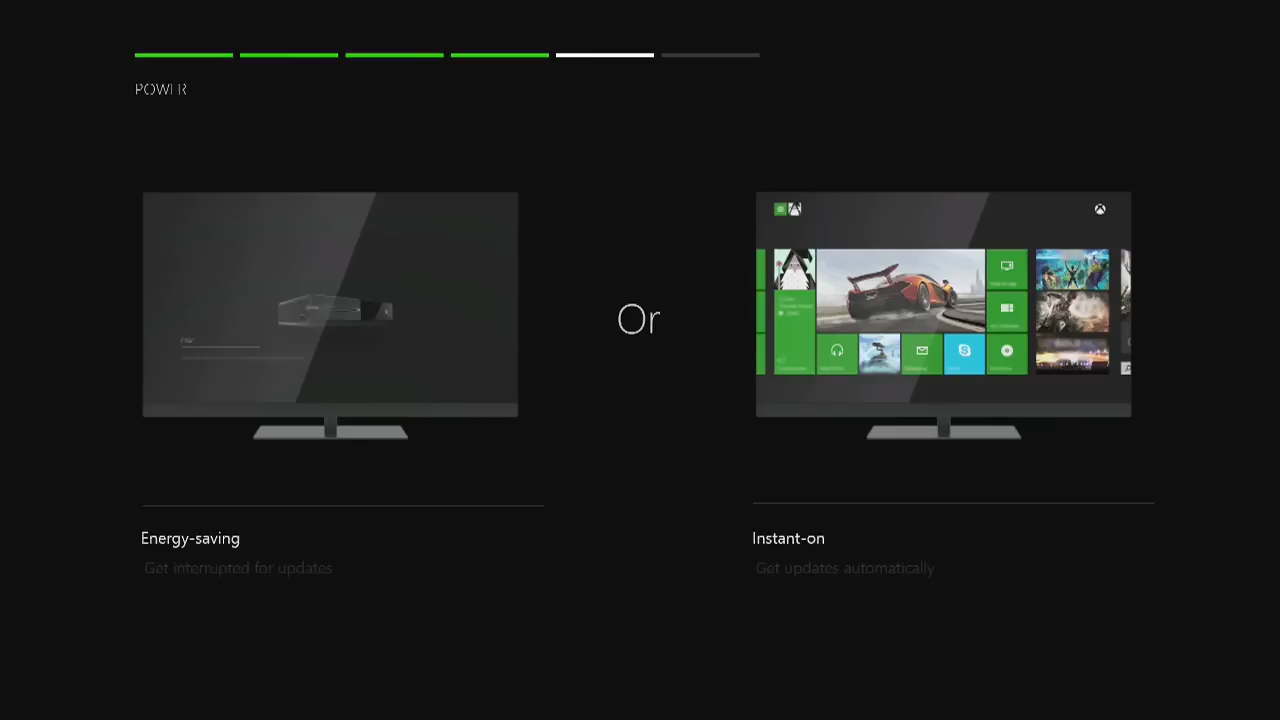 POWER
Or
Energy-saving
Get interrupted for updates
Instant-on
Get updates automatically